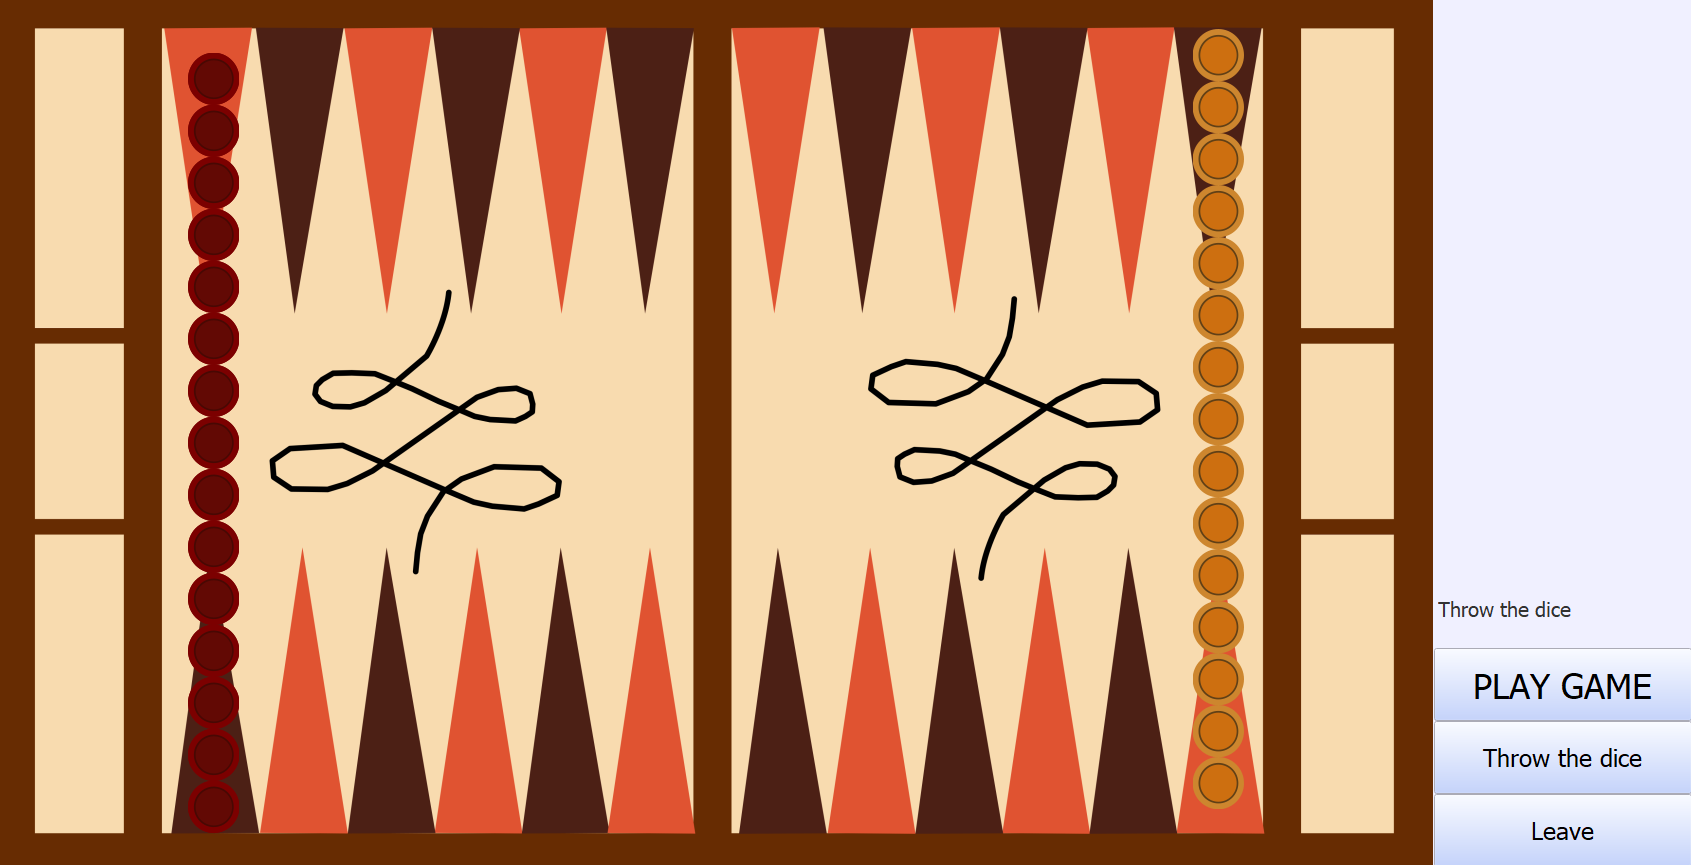 Throw the dice
PLAY GAME
Throw the dice
Leave